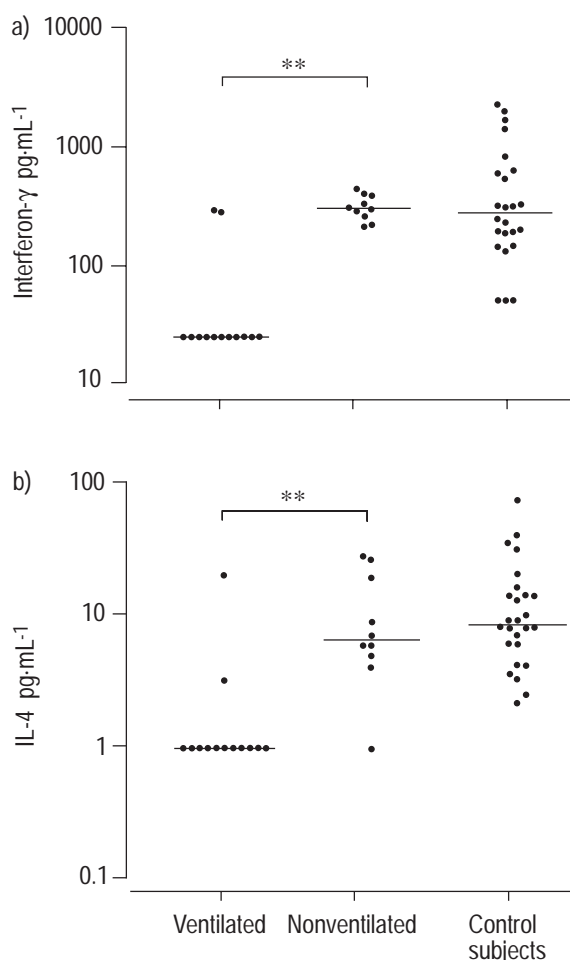 a)
10000
1000
100
10
Interferon-γ pg·mL-1
**
b)
100
10
1
0.1
IL-4 pg·mL-1
**
Ventilated Nonventilated Control
subjects